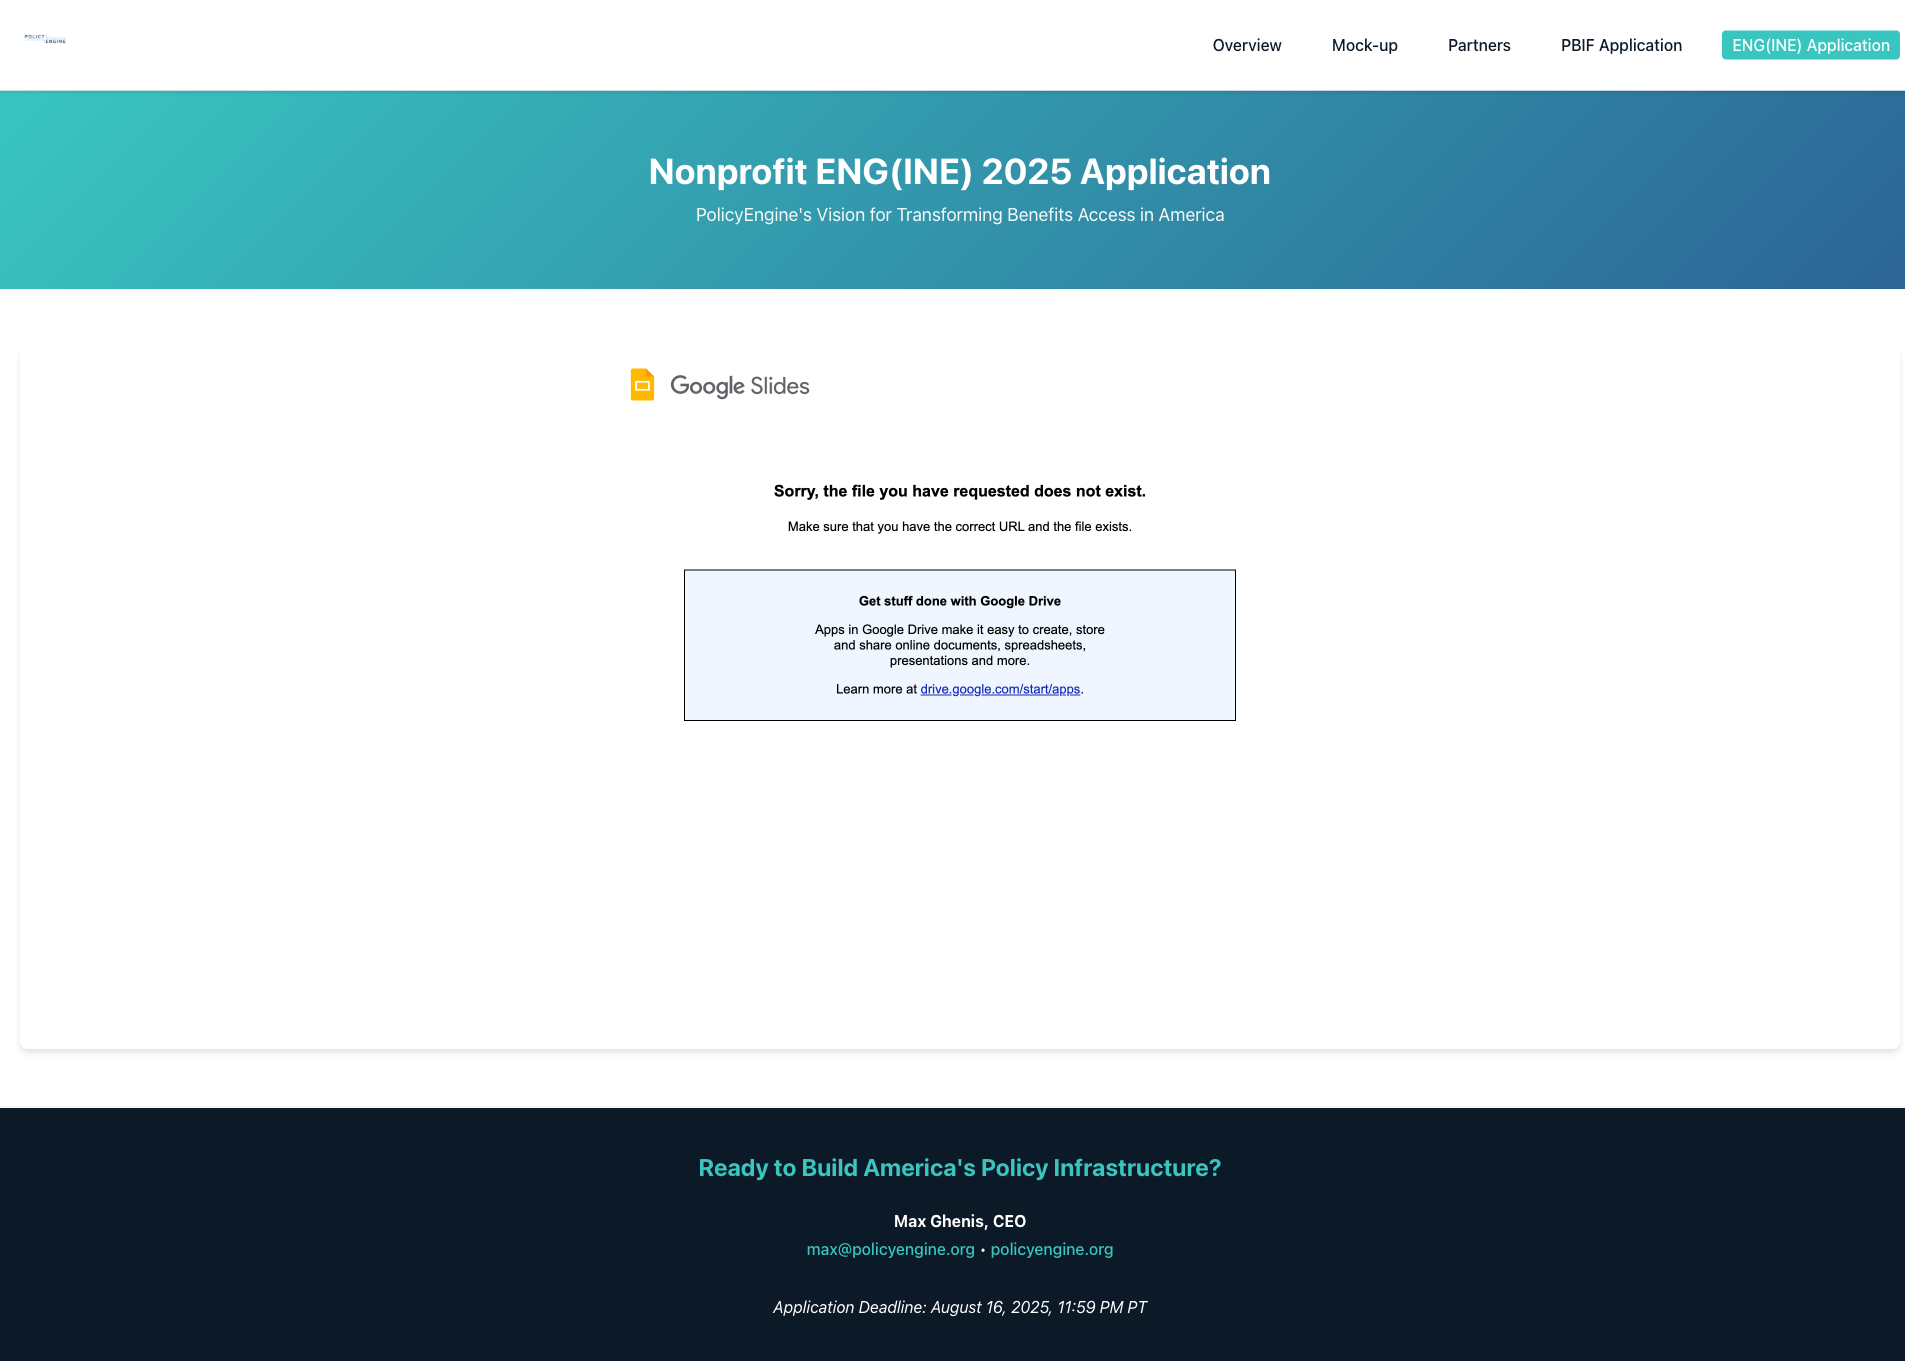 POLICY
ENGINE
Overview
Mock-up
Partners
PBIF Application
ENG(INE) Application
Nonprofit ENG(INE) 2025 Application
PolicyEngine's Vision for Transforming Benefits Access in America
Google Slides
Sorry, the file you have requested does not exist.
Make sure that you have the correct URL and the file exists.
Get stuff done with Google Drive
Apps in Google Drive make it easy to create, store
and share online documents, spreadsheets,
presentations and more.
Learn more at drive.google.com/start/apps.
Ready to Build America's Policy Infrastructure?
Max Ghenis, CEO
max@policyengine.org • policyengine.org
Application Deadline: August 16, 2025, 11:59 PM PT